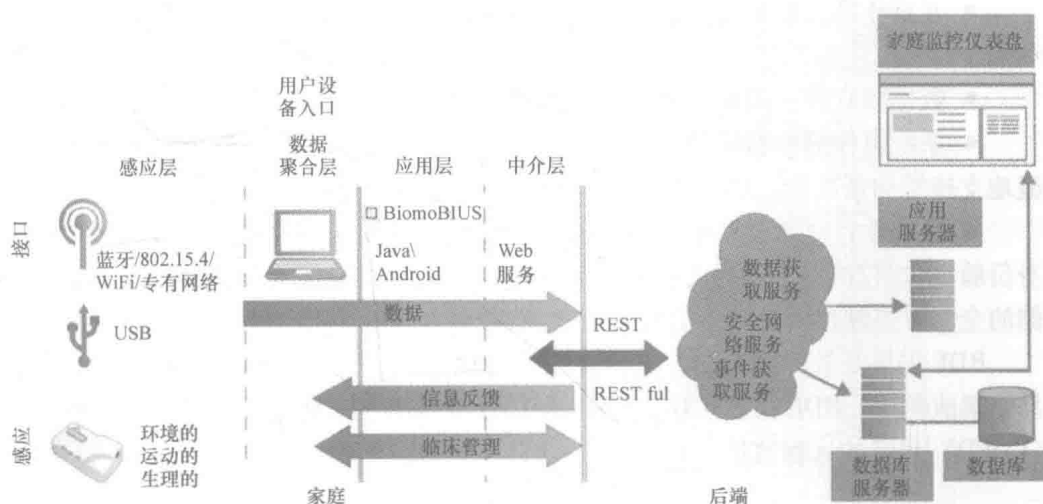 家庭监控仪表盘
用户设
备入口
数据
聚合层
感应层
应用层
中介层
接口
BiomoBIUS
Java\
Android
Web
服务
蓝牙/802.15.4/
WiFi/专有网络
USB
数据
REST
REST ful
信息反馈
临床管理
感应
环境的
运动的
生理的
家庭
后端
数据获
取服务
安全网
络服务
事件获
取服务
应用
服务器
数据库
服务器
数据库